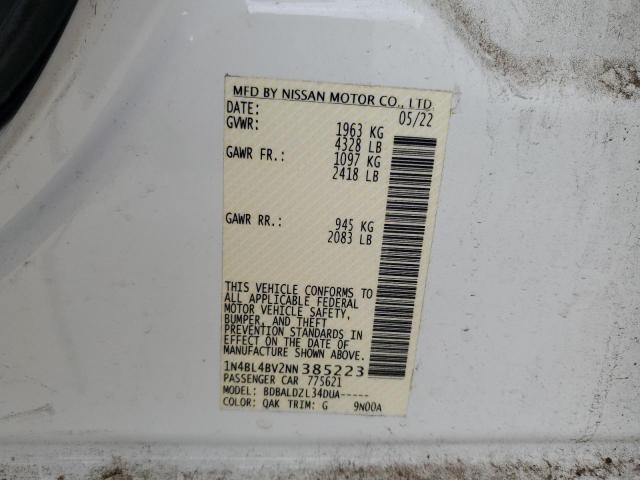 MFD BY NISSAN MOTOR CO., LTD.
DATE: 05/22
GVWR: 1963 KG
4328 LB
GAWR FR.: 1097 KG
2418 LB
GAWR RR.: 945 KG
2083 LB
THIS VEHICLE CONFORMS TO
ALL APPLICABLE FEDERAL
MOTOR VEHICLE SAFETY,
BUMPER, AND THEFT
PREVENTION STANDARDS IN
EFFECT ON THE DATE OF
MANUFACTURE SHOWN ABOVE.
1N4BL4BV2NN385223
PASSENGER CAR 775621
MODEL: BDBALDZL34DUA-----
COLOR: QAK TRIM: G 9N00A